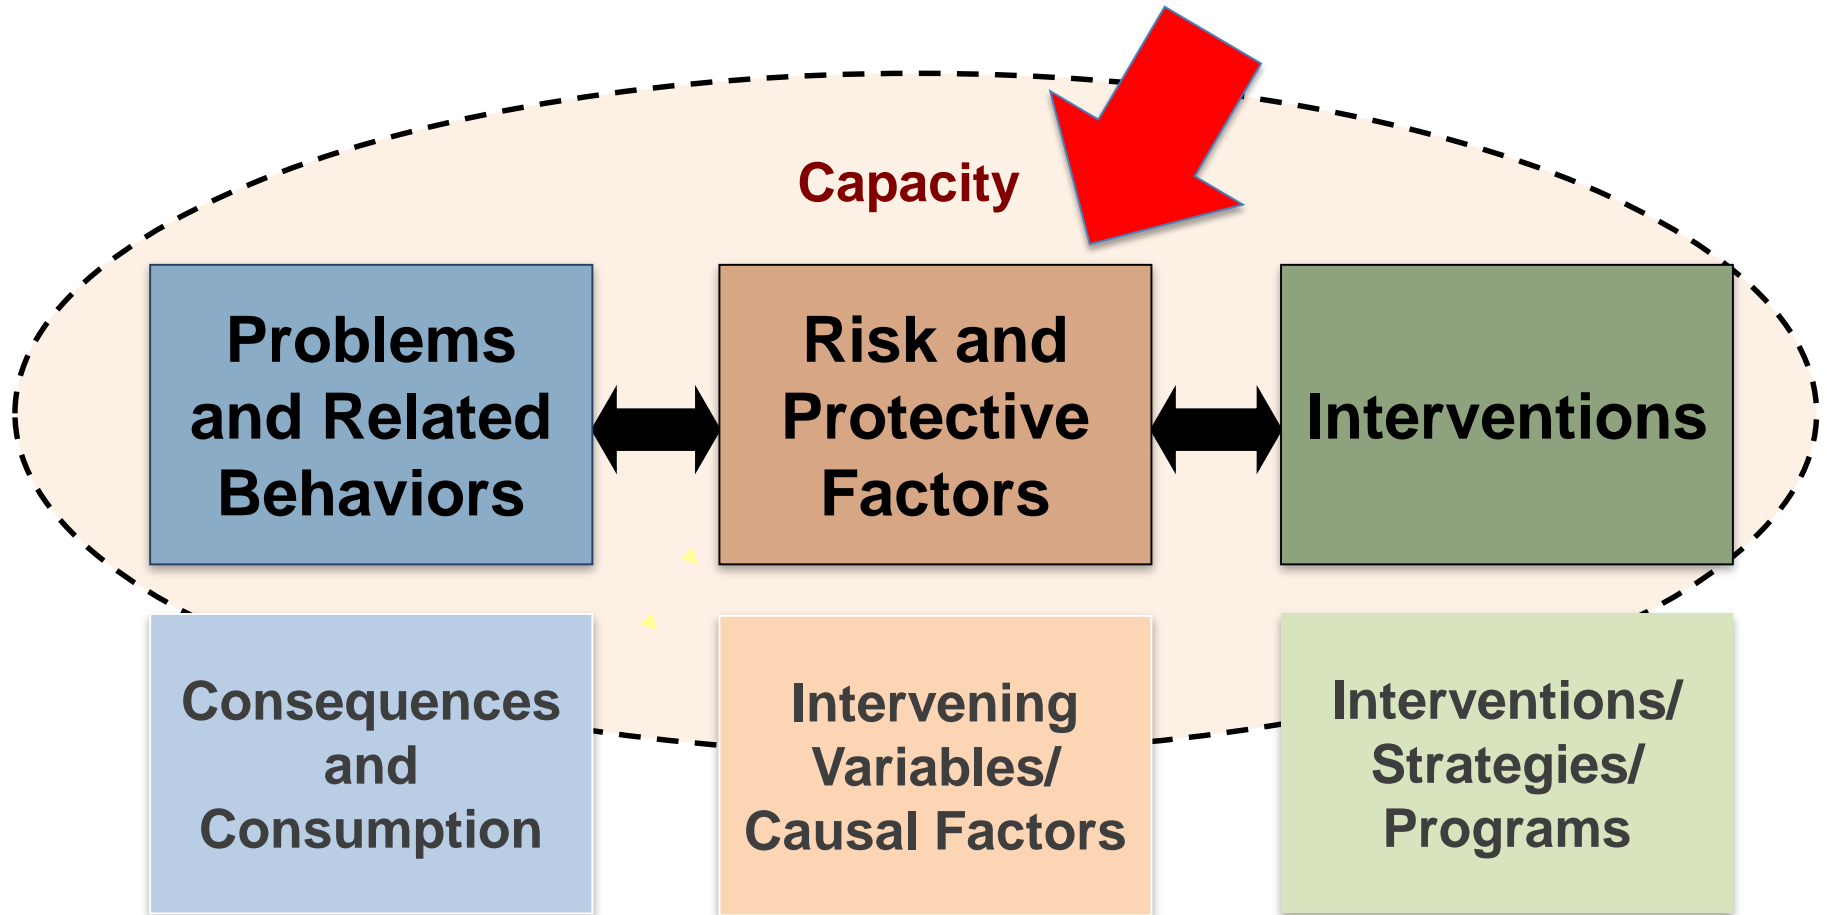 Capacity
Problems
and Related
Behaviors
Risk and
Protective
Factors
Interventions
Consequences
and
Consumption
Intervening
Variables/
Causal Factors
Interventions/
Strategies/
Programs